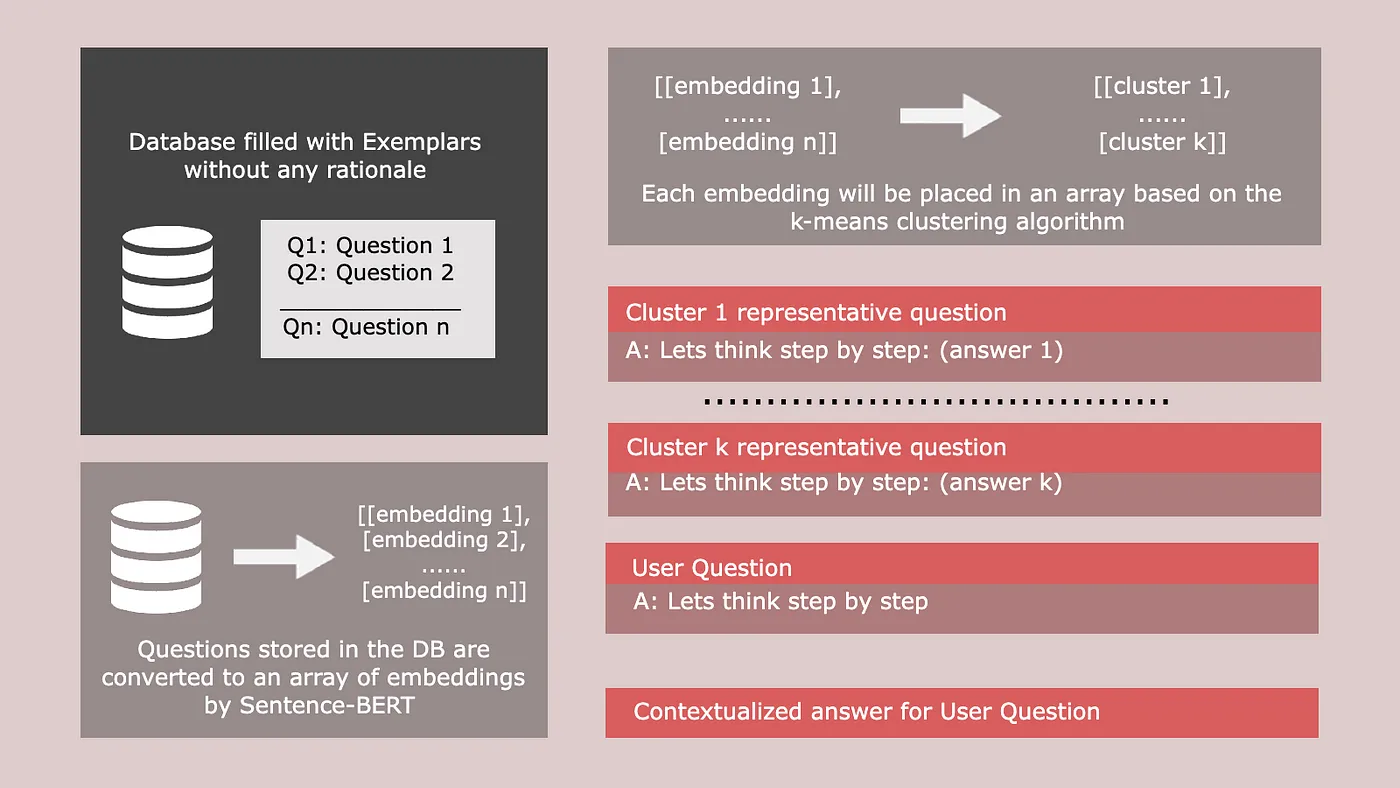 Database filled with Exemplars
without any rationale
Q1: Question 1
Q2: Question 2
Qn: Question n
[[embedding 1],
[embedding 2],
......
[embedding n]]
Questions stored in the DB are
converted to an array of embeddings
by Sentence-BERT
[[embedding 1],
......
[embedding n]]
[[cluster 1],
......
[cluster k]]
Each embedding will be placed in an array based on the
k-means clustering algorithm
Cluster 1 representative question
A: Lets think step by step: (answer 1)
Cluster k representative question
A: Lets think step by step: (answer k)
User Question
A: Lets think step by step
Contextualized answer for User Question